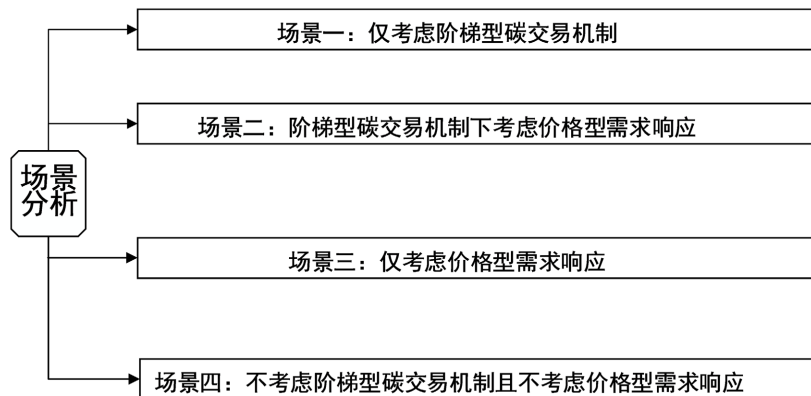 场景一：仅考虑阶梯型碳交易机制
场景二：阶梯型碳交易机制下考虑价格型需求响应
场景
分析
场景三：仅考虑价格型需求响应
场景四：不考虑阶梯型碳交易机制且不考虑价格型需求响应